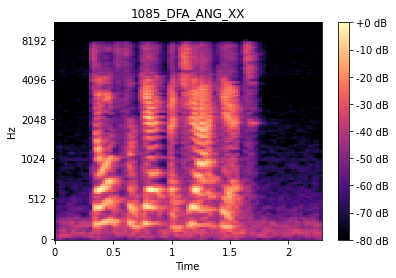 1085_DFA_ANG_XX
8192
4096
2048
1024
512
0
Hz
0
0.5
1
1.5
2
Time
+0 dB
-10 dB
-20 dB
-30 dB
-40 dB
-50 dB
-60 dB
-70 dB
-80 dB